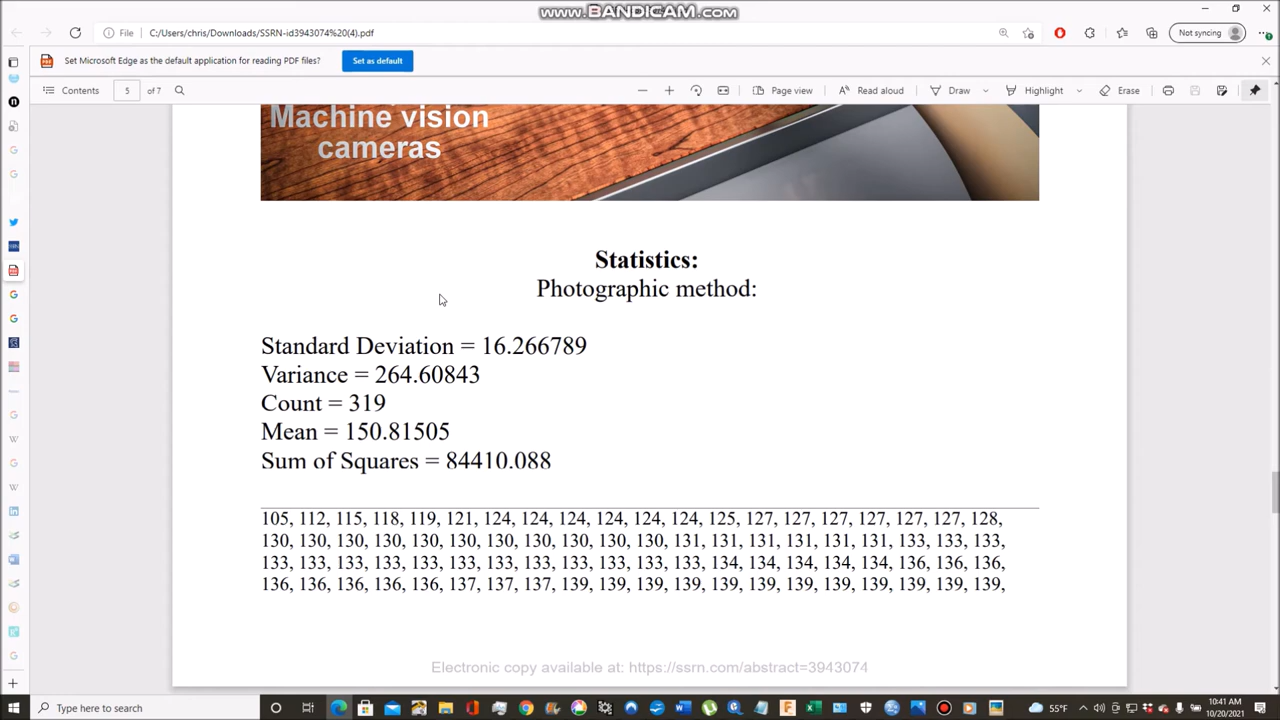 www.BANDICAM.com
File
C:/Users/chris/Downloads/SSRN-id3943074%20(4).pdf
Not syncing
Set Microsoft Edge as the default application for reading PDF files?
Set as default
Contents
5
of 7
Page view
Read aloud
Draw
Highlight
Erase
Machine vision
cameras
Statistics:
Photographic method:
Standard Deviation = 16.266789
Variance = 264.60843
Count = 319
Mean = 150.81505
Sum of Squares = 84410.088
105, 112, 115, 118, 119, 121, 124, 124, 124, 124, 124, 124, 125, 127, 127, 127, 127, 127, 127, 128,
130, 130, 130, 130, 130, 130, 130, 130, 130, 130, 130, 131, 131, 131, 131, 131, 131, 133, 133, 133,
133, 133, 133, 133, 133, 133, 133, 133, 133, 133, 133, 133, 134, 134, 134, 134, 134, 136, 136, 136,
136, 136, 136, 136, 136, 137, 137, 137, 139, 139, 139, 139, 139, 139, 139, 139, 139, 139, 139, 139,
Electronic copy available at: https://ssrn.com/abstract=3943074
Type here to search
55°F
10:41 AM
10/20/2021